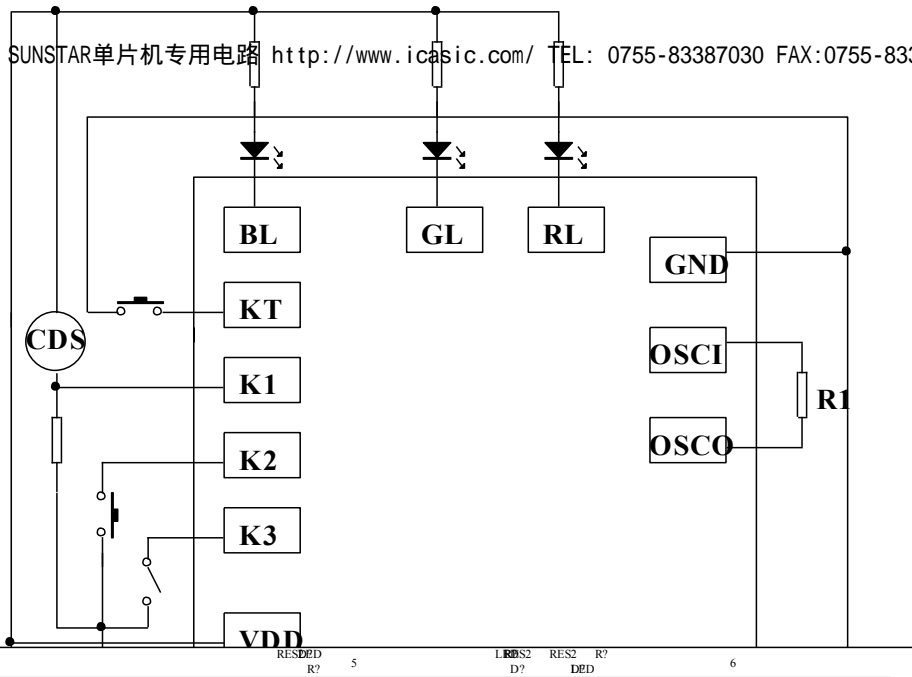 SUNSTAR单片机专用电路 http://www.icasic.com/ TEL: 0755-83387030 FAX:0755-833
BL GL RL
GND
KT
CDS
OSCI
K1
R1
K2
OSCO
K3
VDD
R? 5 D? RES2 R? 6